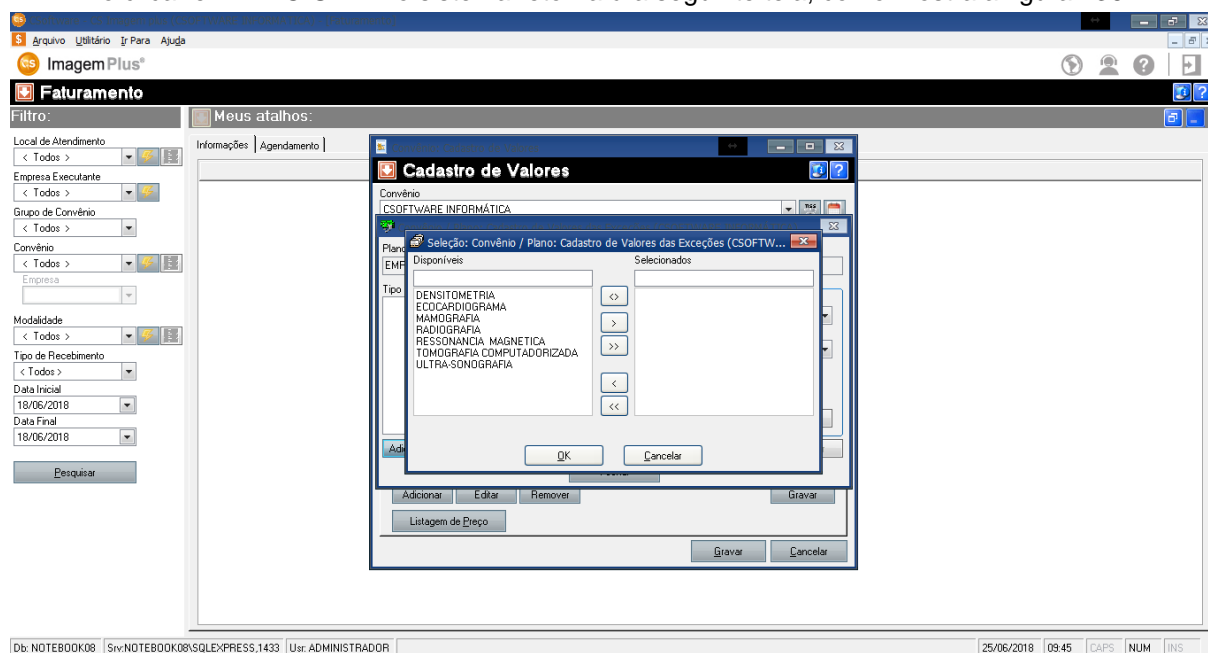 Arquivo Utilitário Ir Para Ajuda
CS ImagemPlus®
Faturamento
Filtro:
Meus atalhos:
Local de Atendimento
< Todos >
Empresa Executante
< Todos >
Grupo de Convênio
< Todos >
Convênio
< Todos >
Empresa
Modalidade
< Todos >
Tipo de Recebimento
< Todos >
Data Inicial
18/06/2018
Data Final
18/06/2018
Pesquisar
Informações Agendamento
Cadastro de Valores
Convênio
CSOFTWARE INFORMÁTICA
Plano
EMP
Tipo
Seleção: Convênio / Plano: Cadastro de Valores das Exceções (CSOFTW...
Disponíveis Selecionados
DENSITOMETRIA
ECOCARDIOGRAMA
MAMOGRAFIA
RADIOGRAFIA
RESSONANCIA MAGNETICA
TOMOGRAFIA COMPUTADORIZADA
ULTRA-SONOGRAFIA
<>
>
>>
<
<<
OK Cancelar
Adi
Adicionar Editar Remover Gravar
Listagem de Preço
Gravar Cancelar
Db: NOTEBOOK08 Srv:NOTEBOOK08\SQLEXPRESS,1433 Usr: ADMINISTRADOR 25/06/2018 09:45 CAPS NUM INS